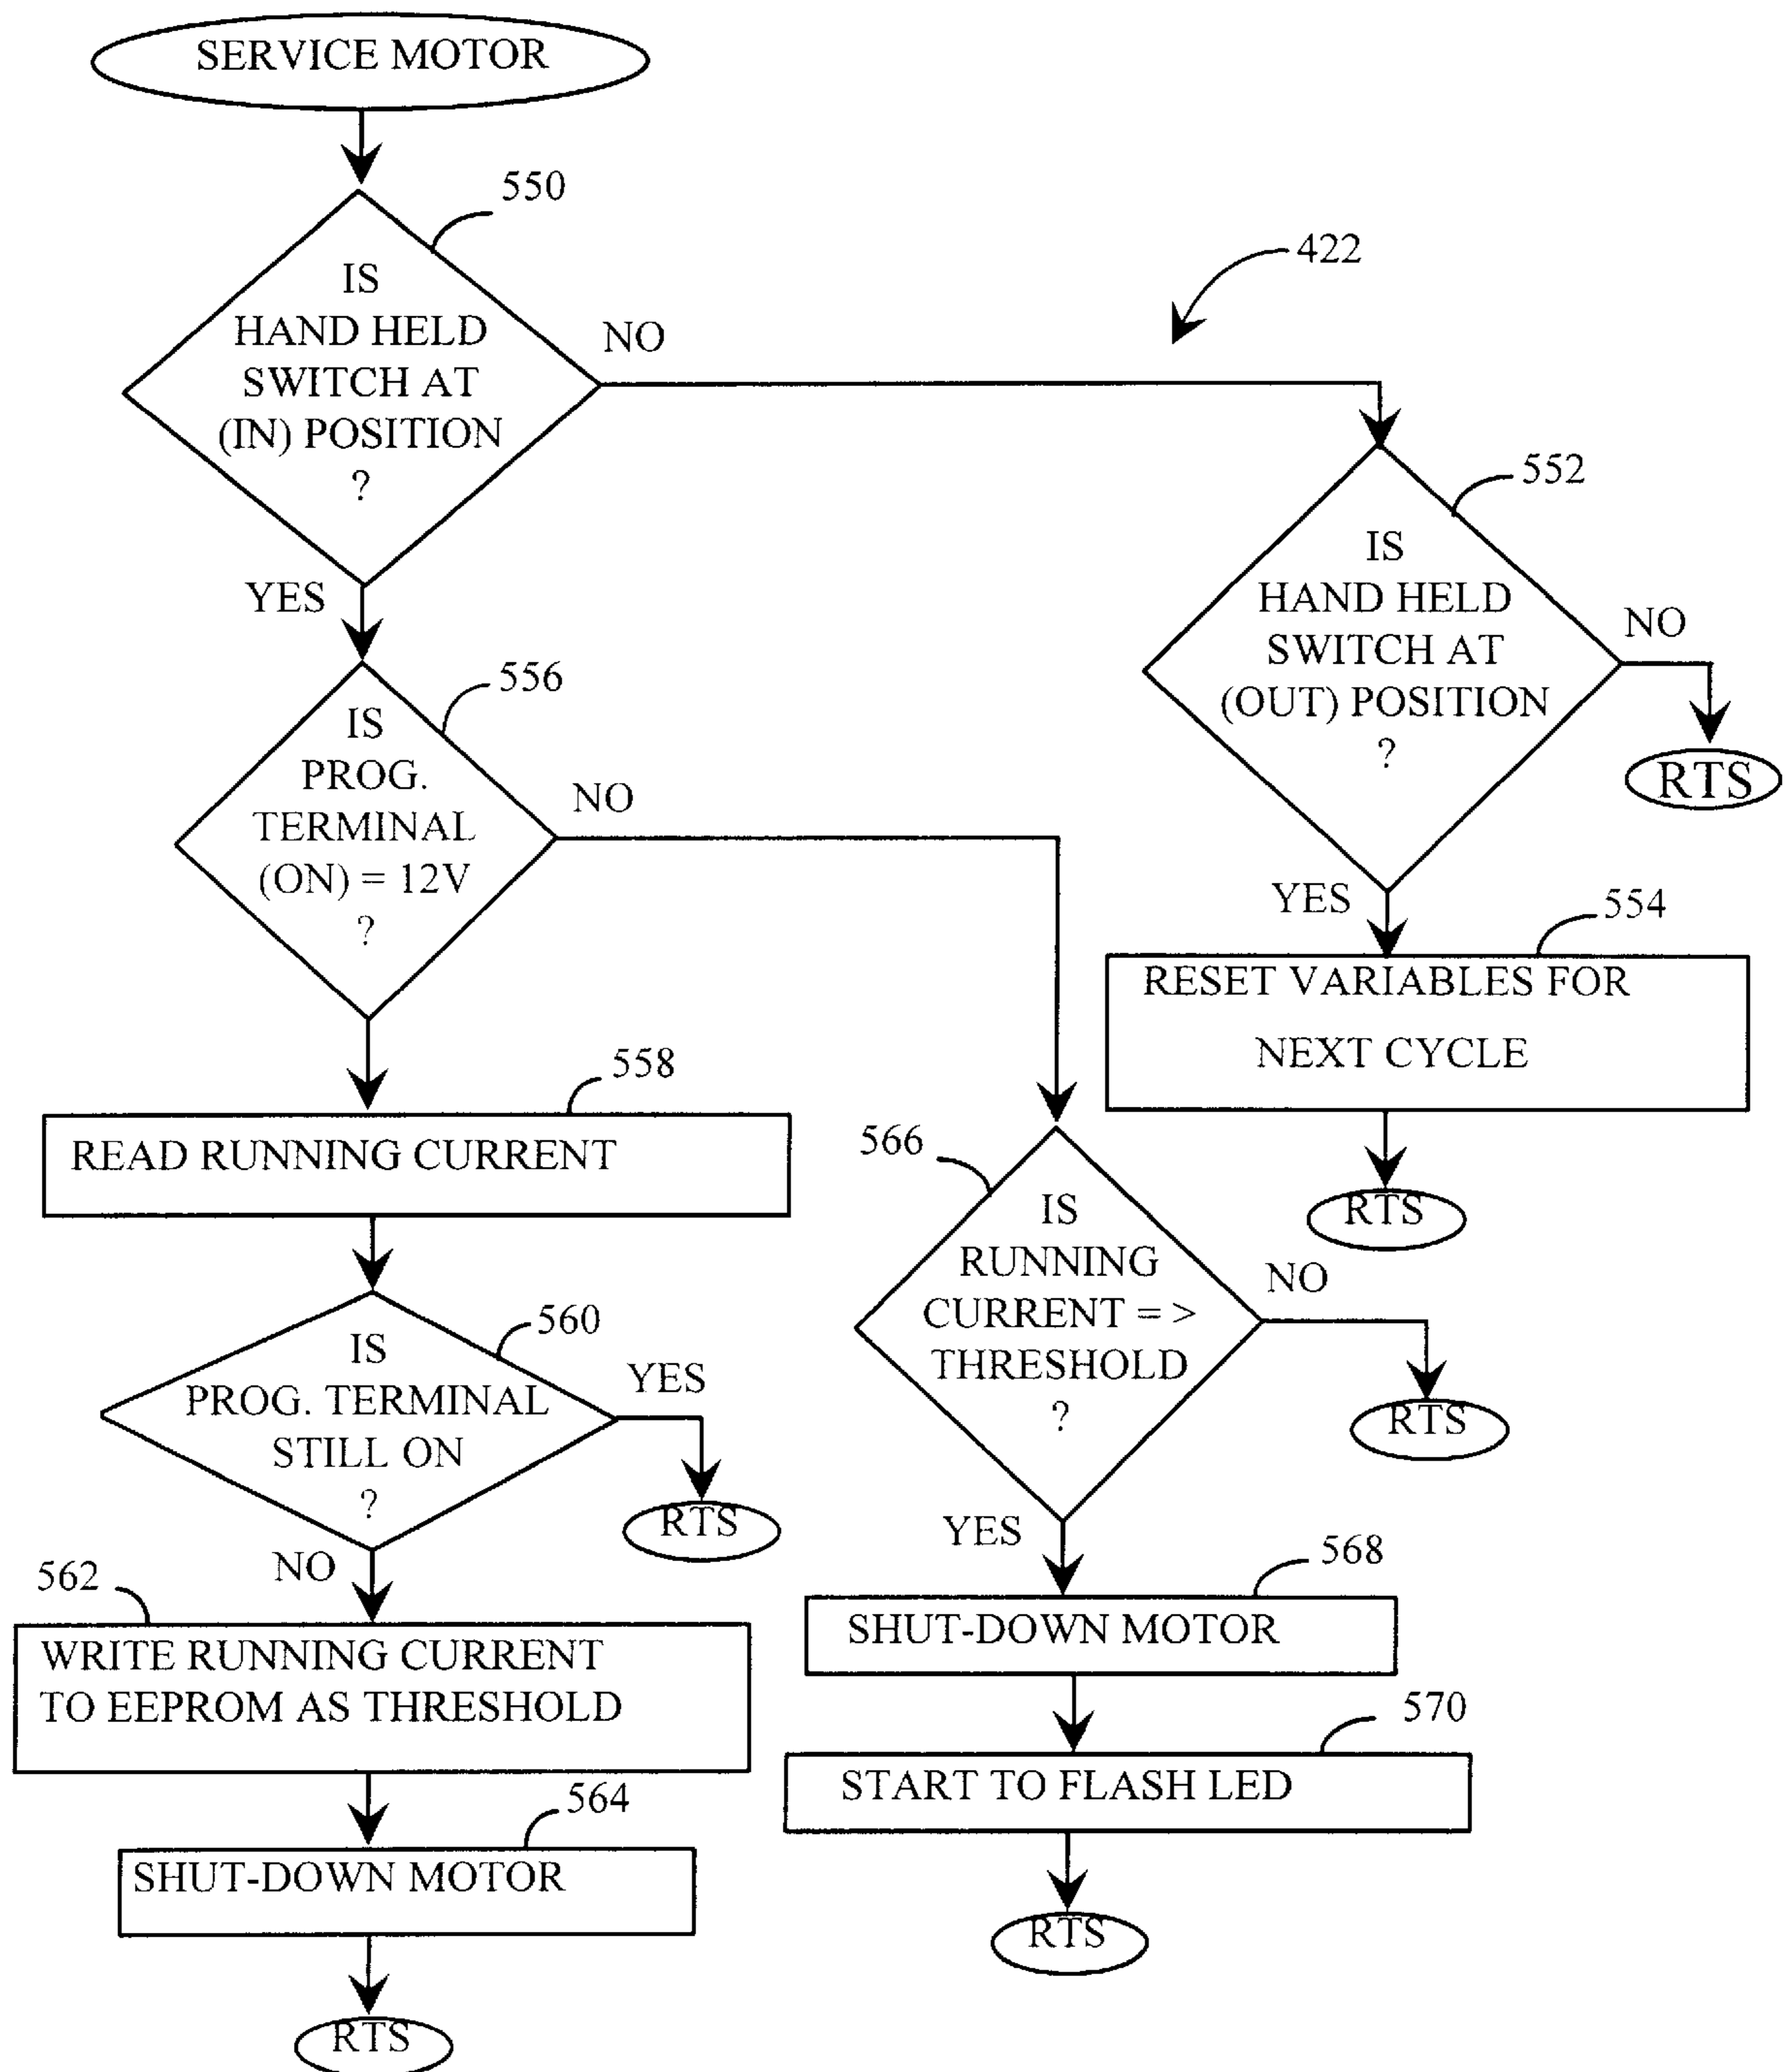 SERVICE MOTOR
550
IS
HAND HELD
SWITCH AT
(IN) POSITION
?
NO
YES
422
552
IS
HAND HELD
SWITCH AT
(OUT) POSITION
?
NO
RTS
YES
554
RESET VARIABLES FOR
NEXT CYCLE
RTS
556
IS
PROG.
TERMINAL
(ON) = 12V
?
NO
558
READ RUNNING CURRENT
560
IS
PROG. TERMINAL
STILL ON
?
YES
RTS
NO
562
WRITE RUNNING CURRENT
TO EEPROM AS THRESHOLD
564
SHUT-DOWN MOTOR
RTS
566
IS
RUNNING
CURRENT = >
THRESHOLD
?
NO
RTS
YES
568
SHUT-DOWN MOTOR
570
START TO FLASH LED
RTS